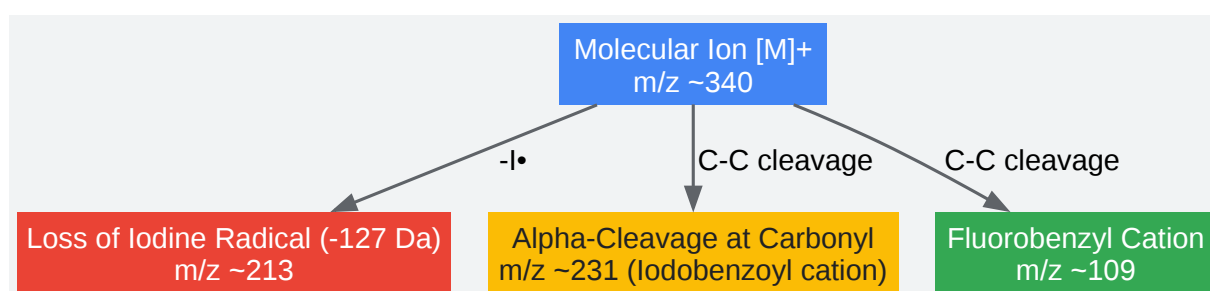 Molecular Ion [M]+
m/z ~340
-I•
C-C cleavage
C-C cleavage
Loss of Iodine Radical (-127 Da)
m/z ~213
Alpha-Cleavage at Carbonyl
m/z ~231 (Iodobenzoyl cation)
Fluorobenzyl Cation
m/z ~109